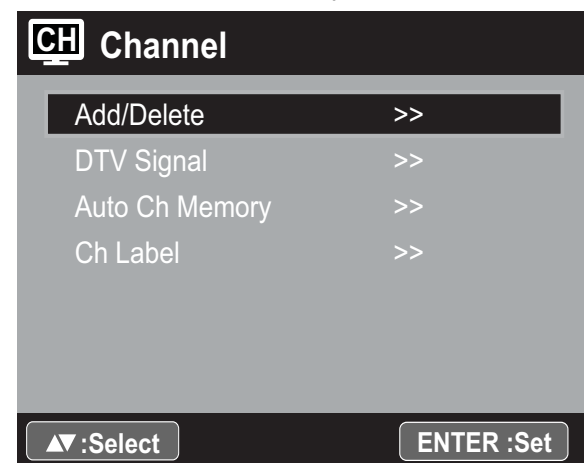 CH Channel
Add/Delete >>
DTV Signal >>
Auto Ch Memory >>
Ch Label >>
▲▼ :Select ENTER :Set